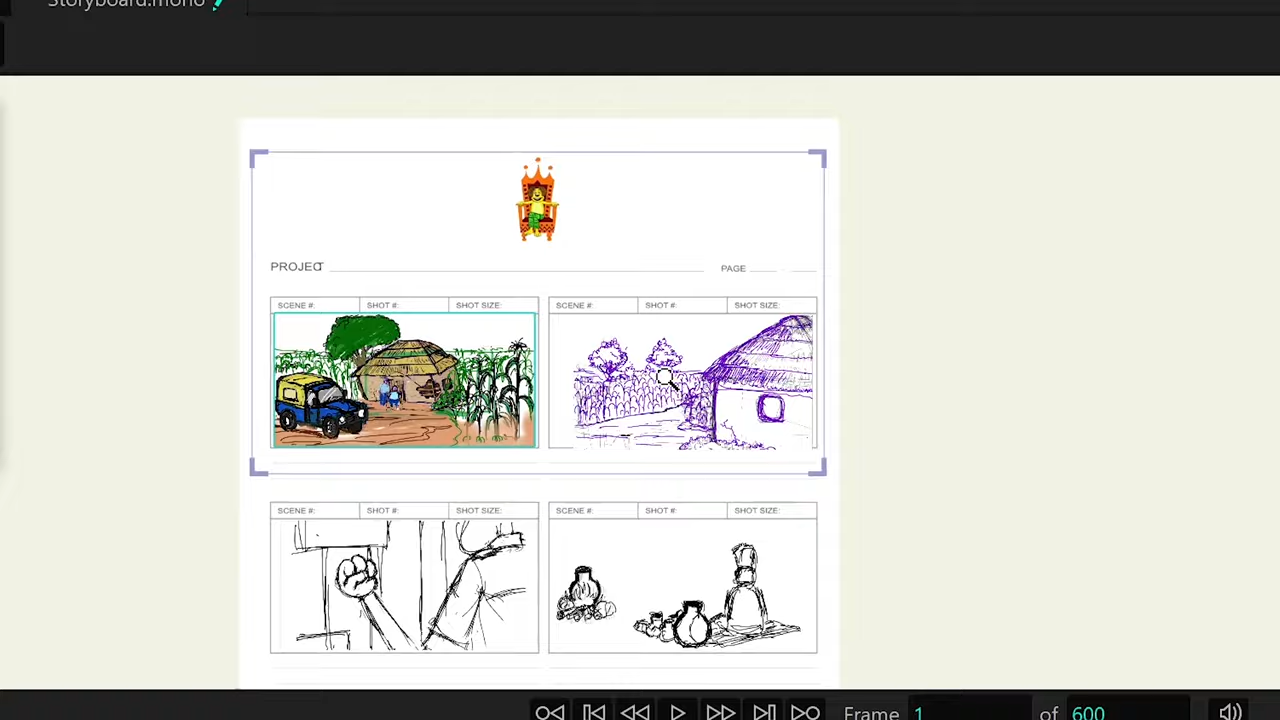 Storyboard.moho
PROJECT PAGE
SCENE #: SHOT #: SHOT SIZE: SCENE #: SHOT #: SHOT SIZE:
SCENE #: SHOT #: SHOT SIZE: SCENE #: SHOT #: SHOT SIZE:
Frame 1 of 600